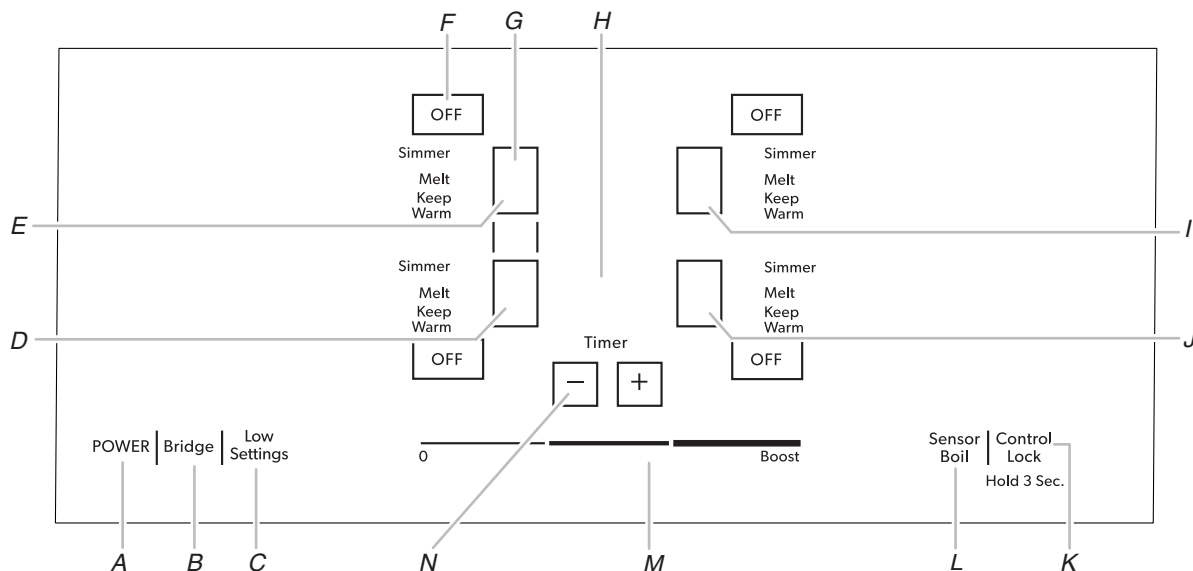 F G H
OFF OFF
Simmer Simmer
Melt Melt
Keep Keep
Warm Warm
E I
Simmer Simmer
Melt Melt
Keep Keep
Warm Warm
D J
Timer
OFF − + OFF
POWER Bridge Low Settings
0 Boost
Sensor Boil Control Lock
Hold 3 Sec.
A B C N M L K